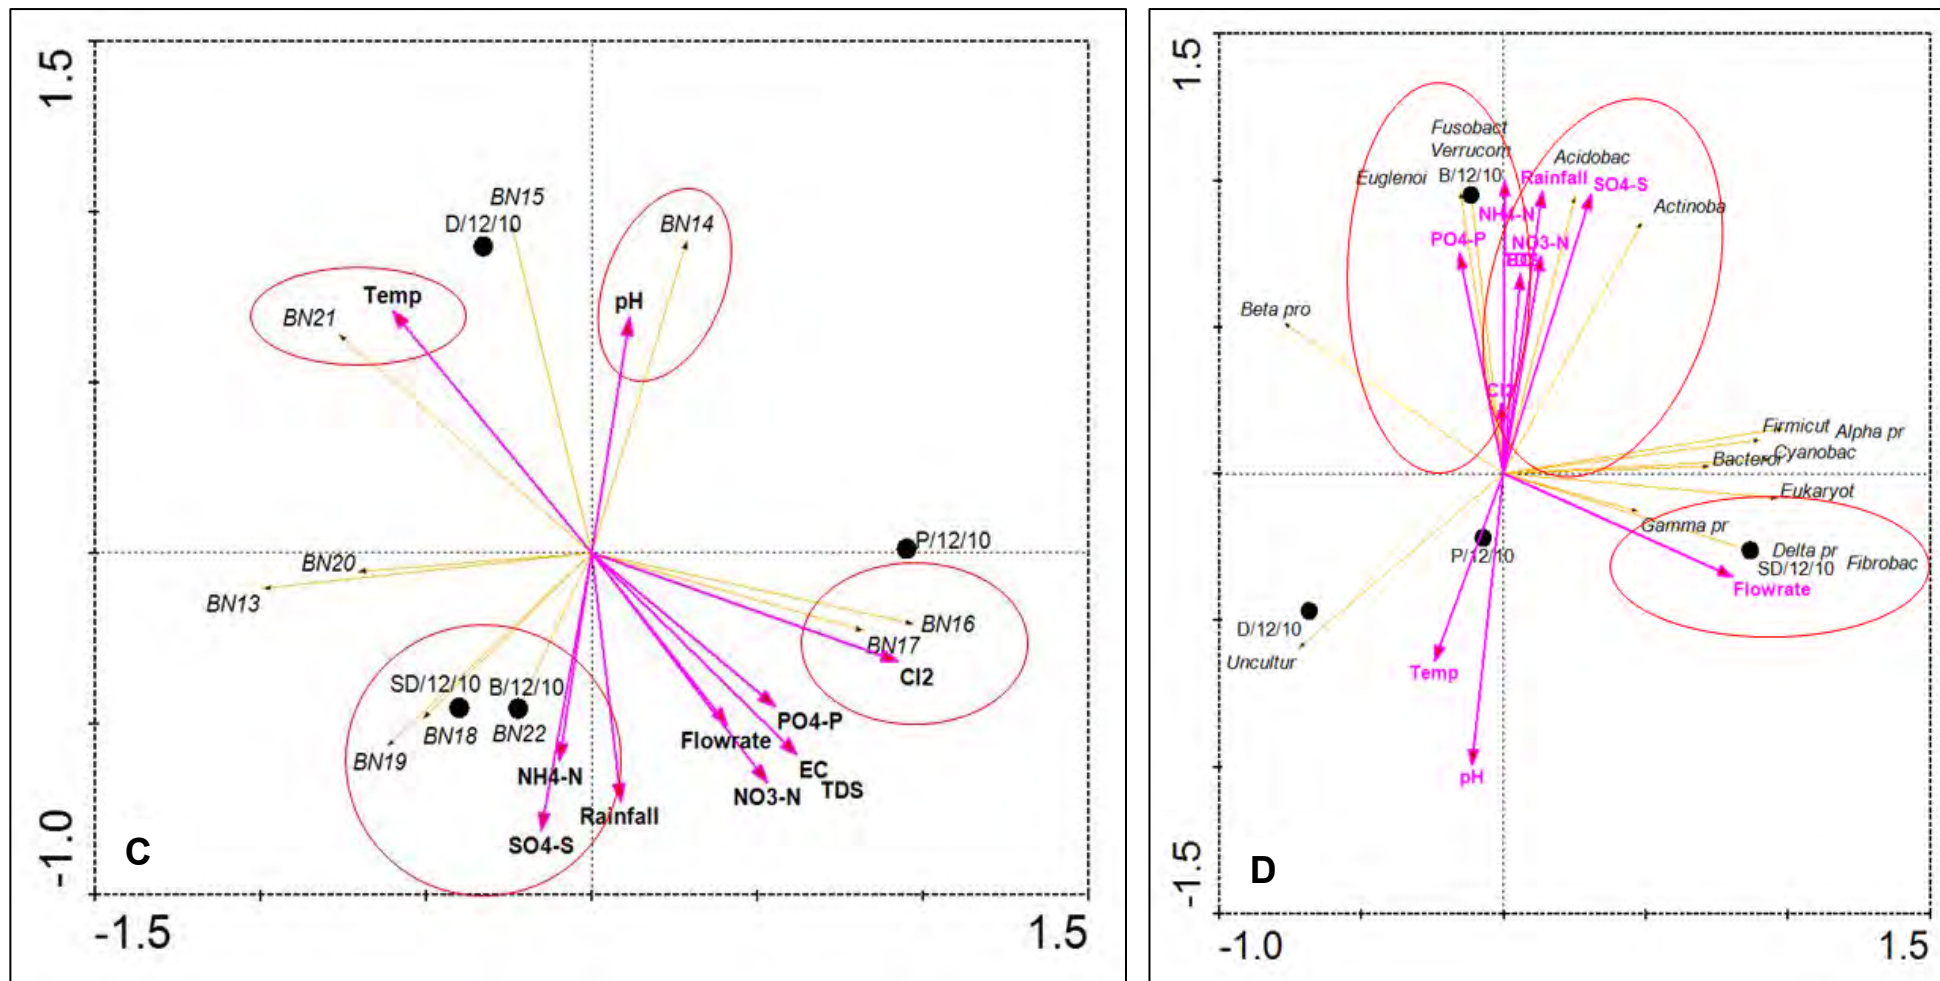 1.5
BN15
D/12/10
BN14
Temp
pH
BN21
P/12/10
BN20
BN13
BN16
BN17
Cl2
SD/12/10
B/12/10
PO4-P
BN18
BN22
Flowrate
BN19
NH4-N
EC
TDS
NO3-N
Rainfall
SO4-S
-1.0
C
-1.5
1.5
1.5
Fusobact
Verrucom
Acidobac
Euglenoi
B/12/10
Rainfall
SO4-S
Actinoba
NH4-N
PO4-P
NO3-N
Beta pro
Cl2
Firmicut
Alpha pr
Cyanobac
Bacteroi
Eukaryot
Gamma pr
P/12/10
Delta pr
SD/12/10
Fibrobac
Flowrate
D/12/10
Uncultur
Temp
pH
-1.5
D
-1.0
1.5